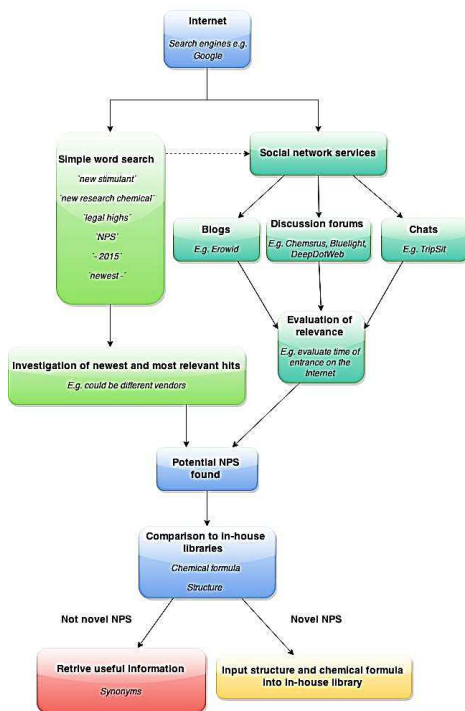 Internet
Search engines e.g.
Google
Simple word search
"new stimulant"
"new research chemical"
"legal highs"
"NPS"
"- 2015"
"newest -"
Social network services
Blogs
E.g. Erowid
Discussion forums
E.g. Chemsrus, Bluelight,
DeepDotWeb
Chats
E.g. TripSit
Evaluation of
relevance
E.g. evaluate time of
entrance on the
Internet
Investigation of newest and most relevant hits
E.g. could be different vendors
Potential NPS
found
Comparison to in-house
libraries
Chemical formula
Structure
Not novel NPS
Novel NPS
Retrive useful information
Synonyms
Input structure and chemical formula
into in-house library